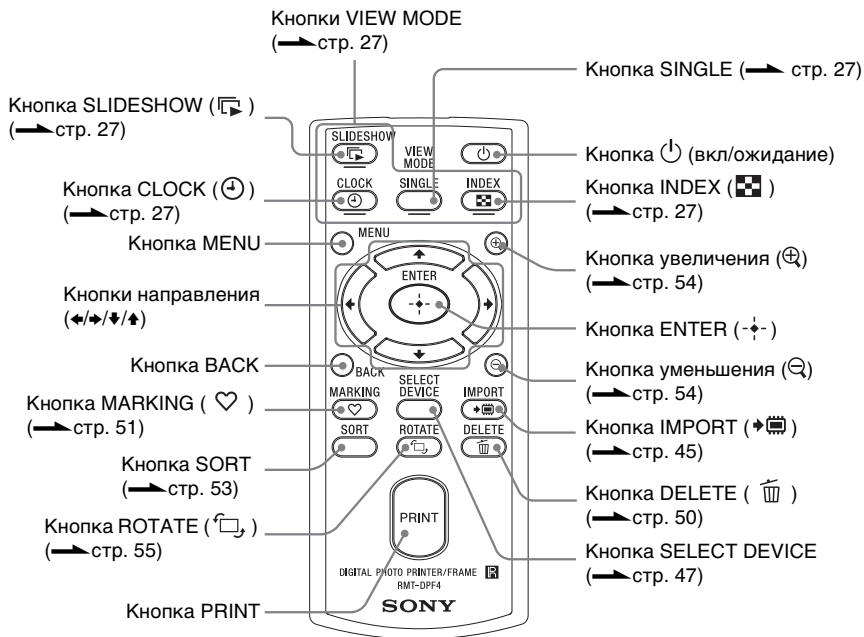 Кнопки VIEW MODE
(стр. 27)
Кнопка SLIDESHOW ( )
(стр. 27)
Кнопка CLOCK ( )
(стр. 27)
Кнопка MENU
Кнопки направления
(←/→/↓/↑)
Кнопка BACK
Кнопка MARKING ( ♡ )
(стр. 51)
Кнопка SORT
(стр. 53)
Кнопка ROTATE ( )
(стр. 55)
Кнопка PRINT
SLIDESHOW
VIEW
MODE
CLOCK
SINGLE
INDEX
MENU
ENTER
BACK
MARKING
SELECT
DEVICE
IMPORT
SORT
ROTATE
DELETE
PRINT
DIGITAL PHOTO PRINTER/FRAME R
RMT-DPF4
SONY
Кнопка SINGLE ( стр. 27)
Кнопка ⏻ (вкл/ожидание)
Кнопка INDEX ( )
(стр. 27)
Кнопка увеличения ( )
(стр. 54)
Кнопка ENTER ( )
Кнопка уменьшения ( )
(стр. 54)
Кнопка IMPORT ( )
(стр. 45)
Кнопка DELETE ( )
(стр. 50)
Кнопка SELECT DEVICE
(стр. 47)